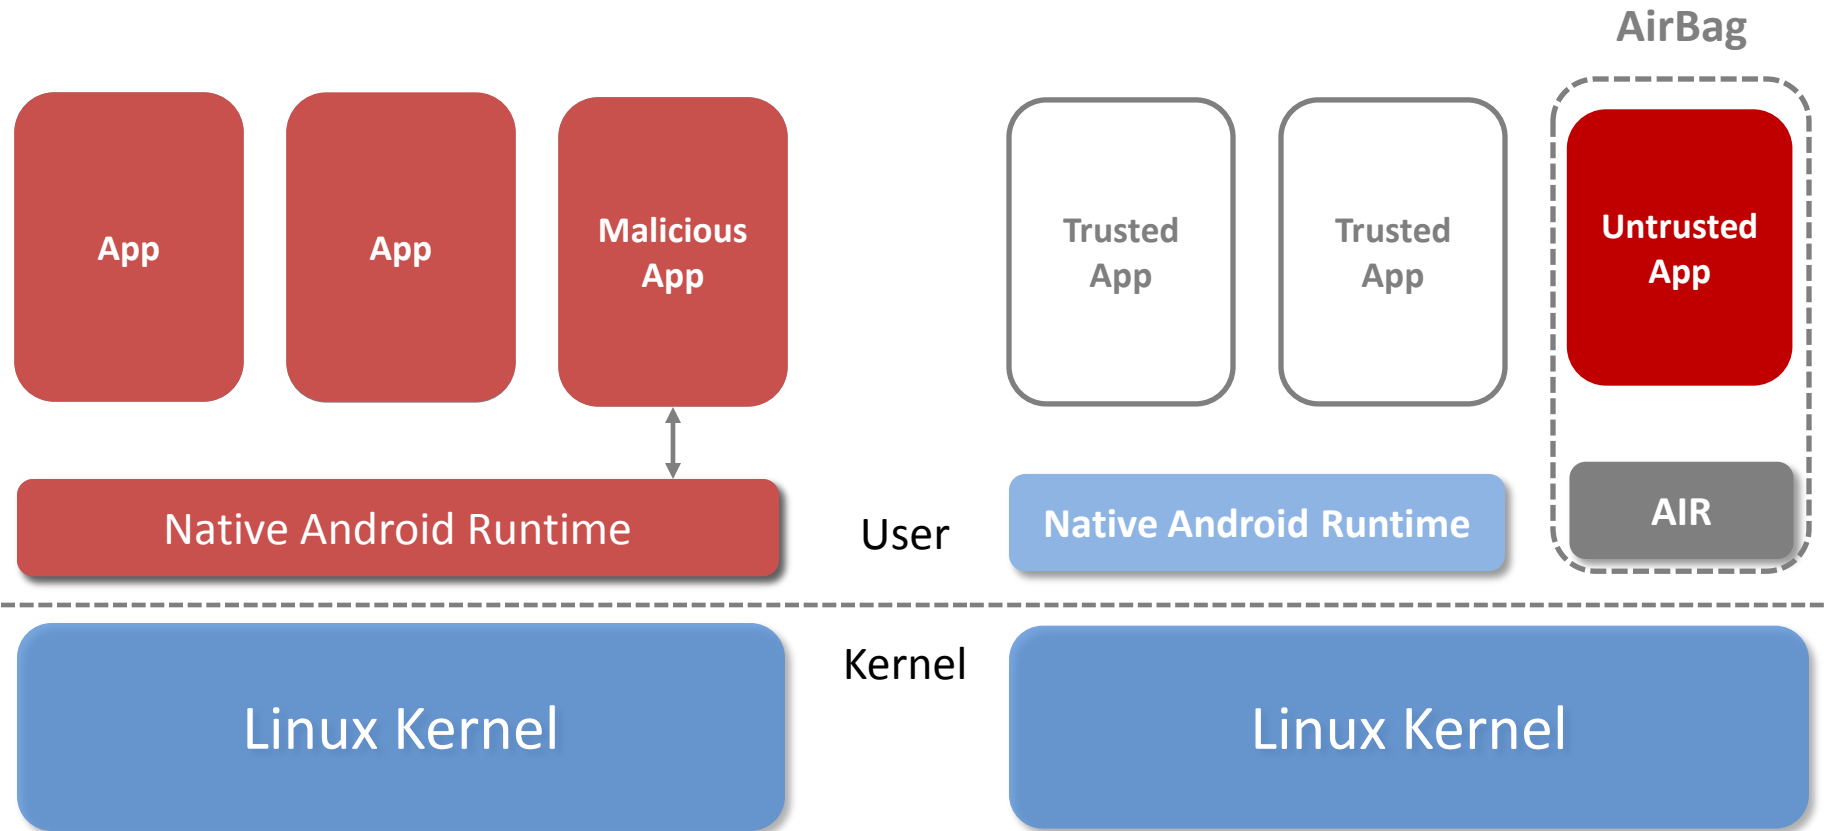 AirBag
App
App
Malicious
App
Trusted
App
Trusted
App
Untrusted
App
Native Android Runtime
User
Native Android Runtime
AIR
Kernel
Linux Kernel
Linux Kernel